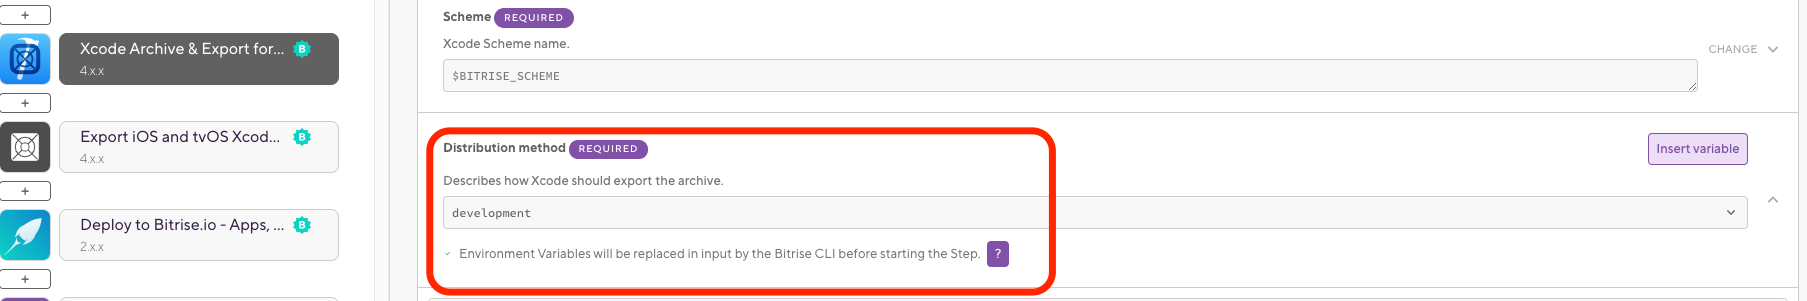 +
Xcode Archive & Export for...
B
4.x.x
+
Export iOS and tvOS Xcod...
B
4.x.x
+
Deploy to Bitrise.io - Apps, ...
B
2.x.x
+
Scheme REQUIRED
Xcode Scheme name.
CHANGE
$BITRISE_SCHEME
Distribution method REQUIRED
Insert variable
Describes how Xcode should export the archive.
development
Environment Variables will be replaced in input by the Bitrise CLI before starting the Step. ?